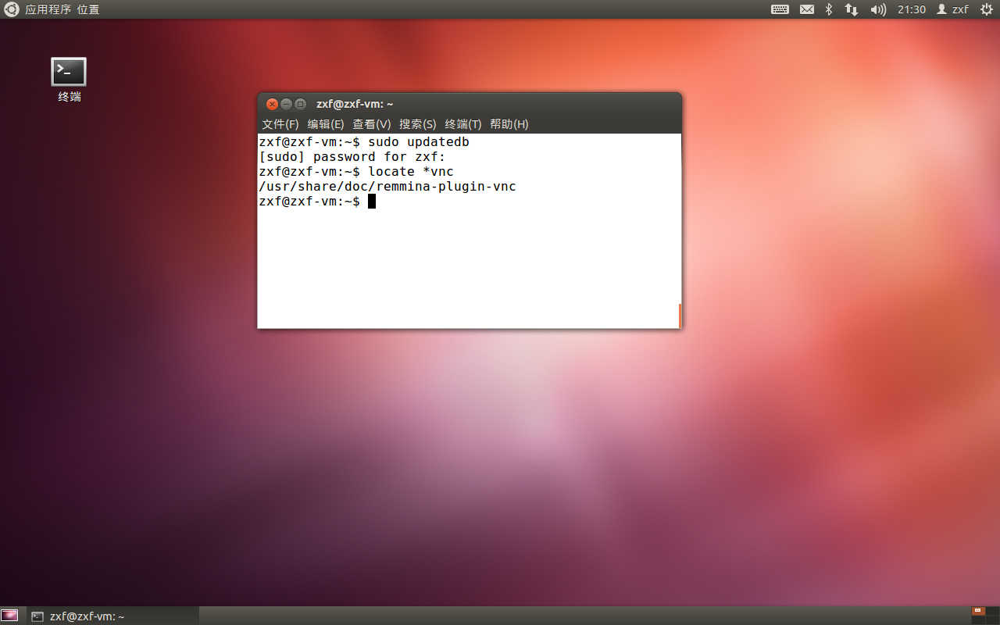 应用程序 位置
21:30 zxf
终端
zxf@zxf-vm: ~
文件(F) 编辑(E) 查看(V) 搜索(S) 终端(T) 帮助(H)
zxf@zxf-vm:~$ sudo updatedb
[sudo] password for zxf:
zxf@zxf-vm:~$ locate *vnc
/usr/share/doc/remmina-plugin-vnc
zxf@zxf-vm:~$
zxf@zxf-vm: ~